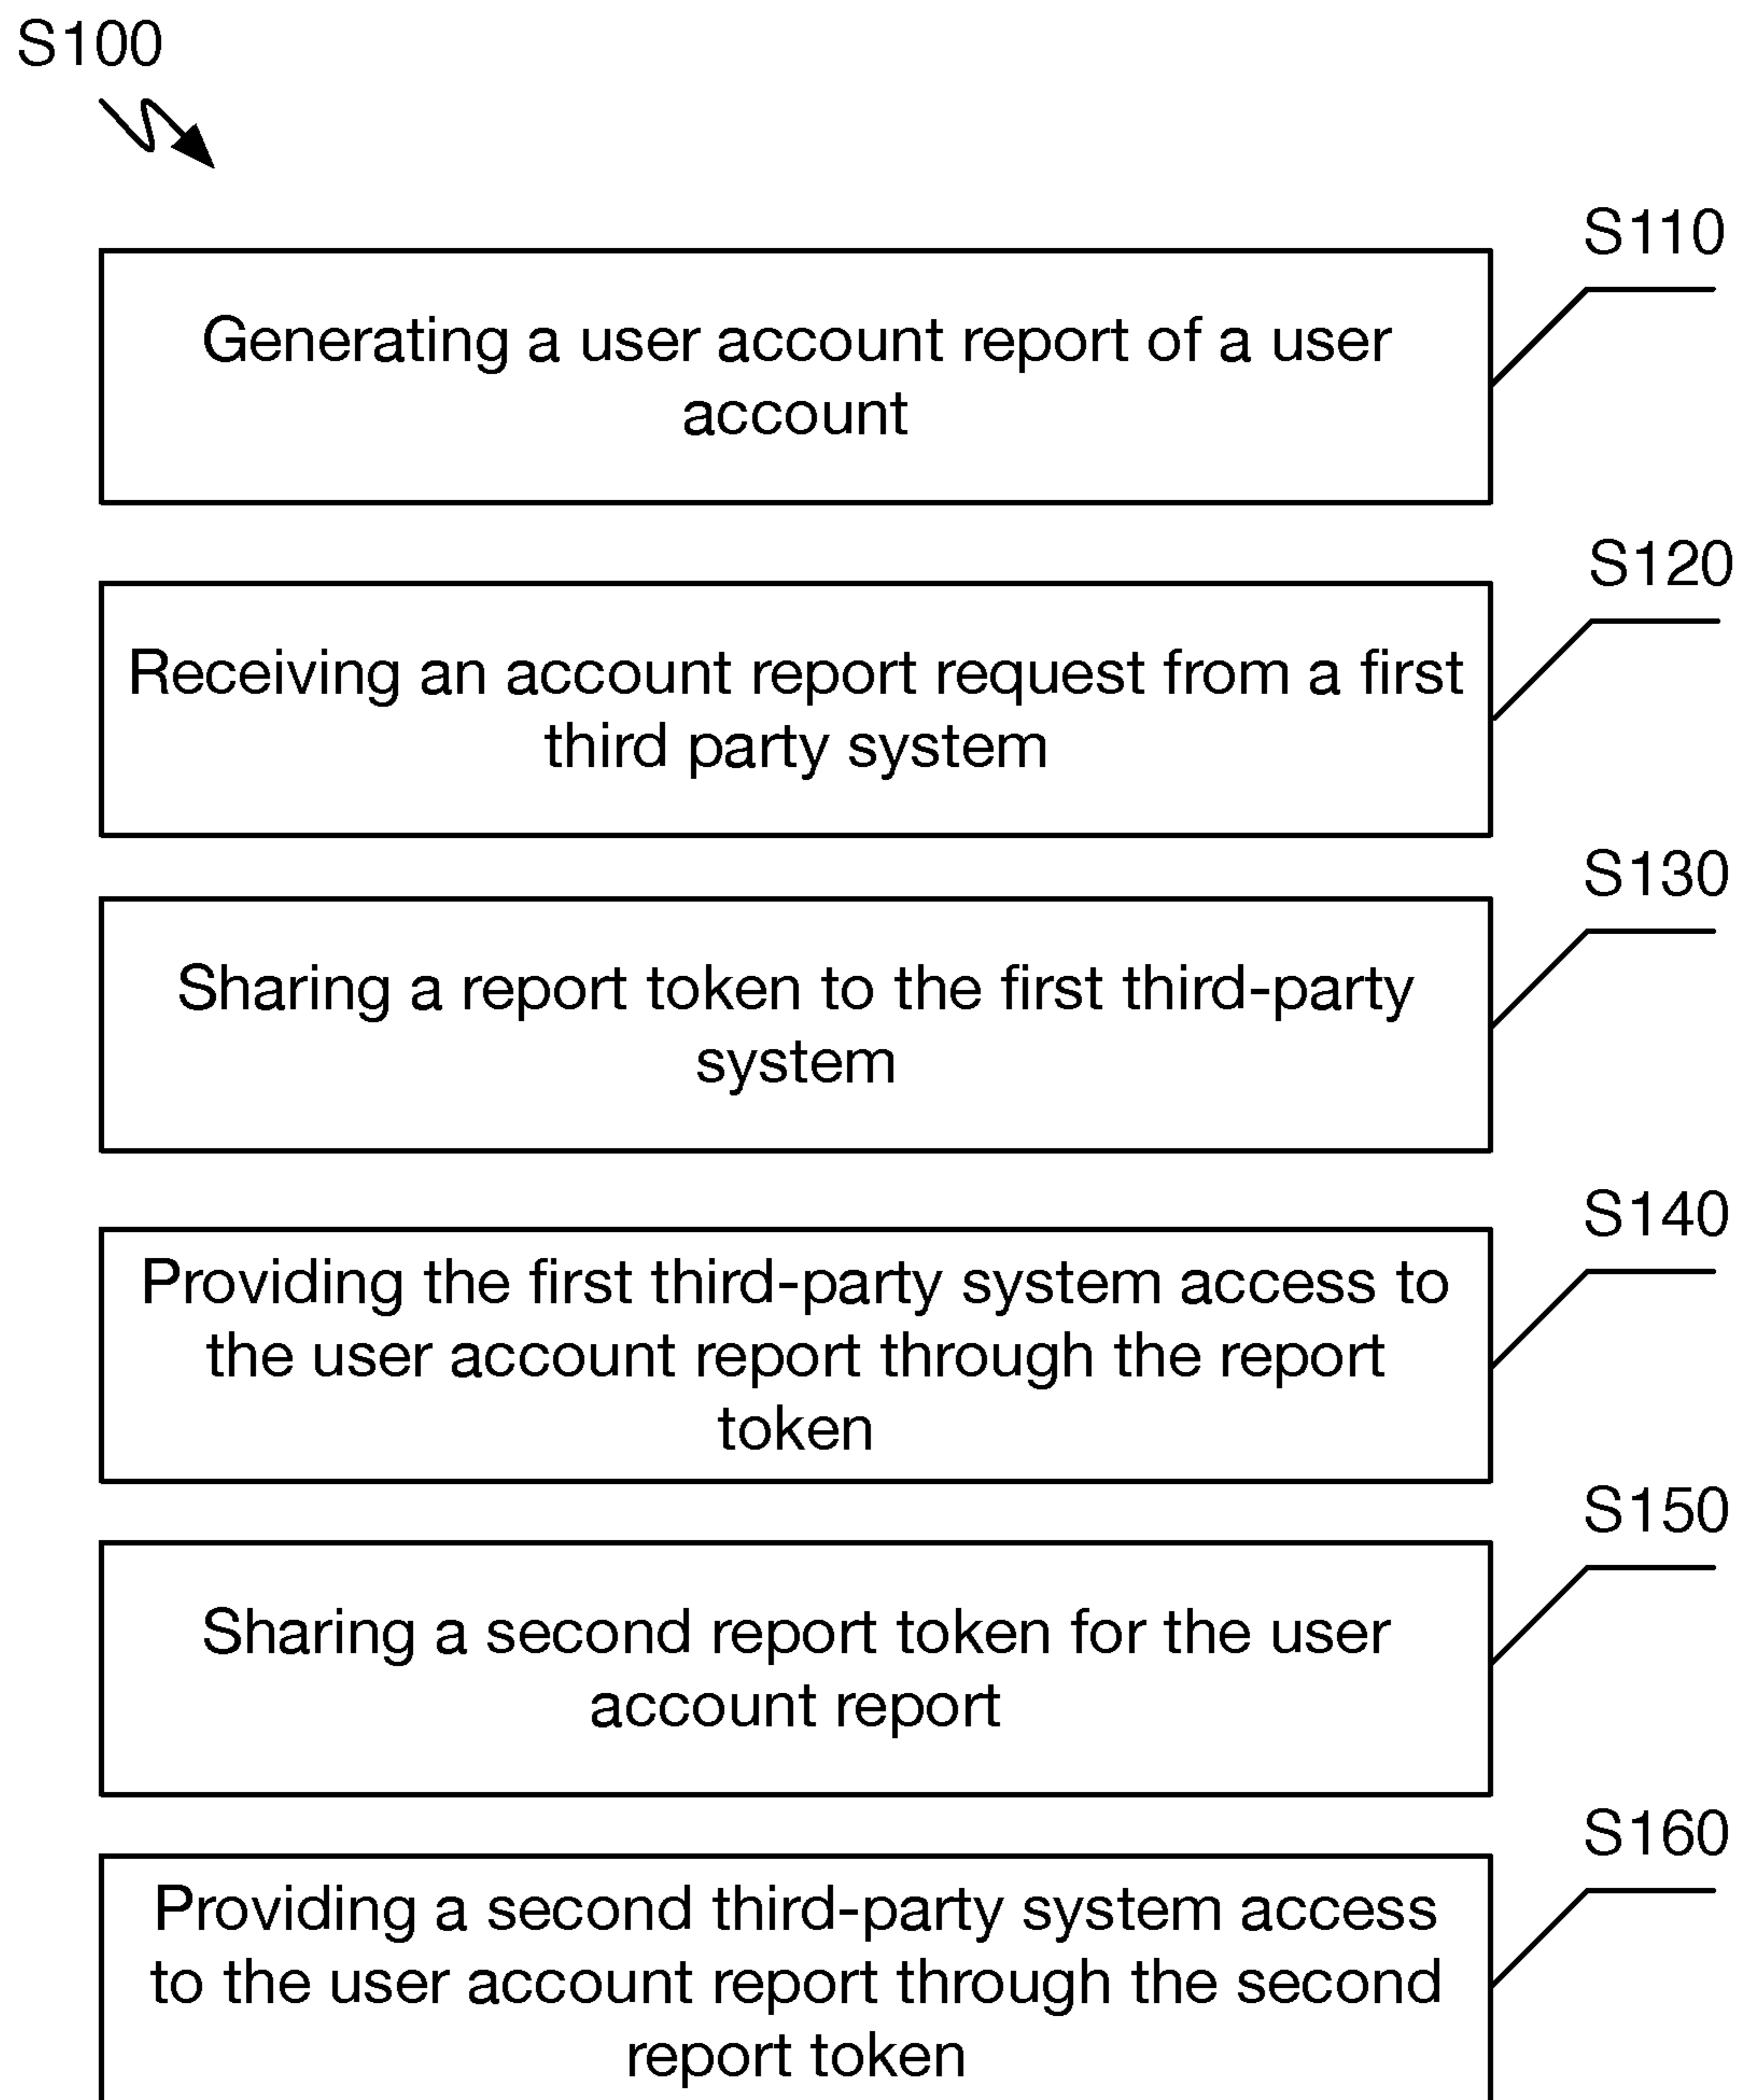 S100
S110
Generating a user account report of a user
account
S120
Receiving an account report request from a first
third party system
S130
Sharing a report token to the first third-party
system
S140
Providing the first third-party system access to
the user account report through the report
token
S150
Sharing a second report token for the user
account report
S160
Providing a second third-party system access
to the user account report through the second
report token